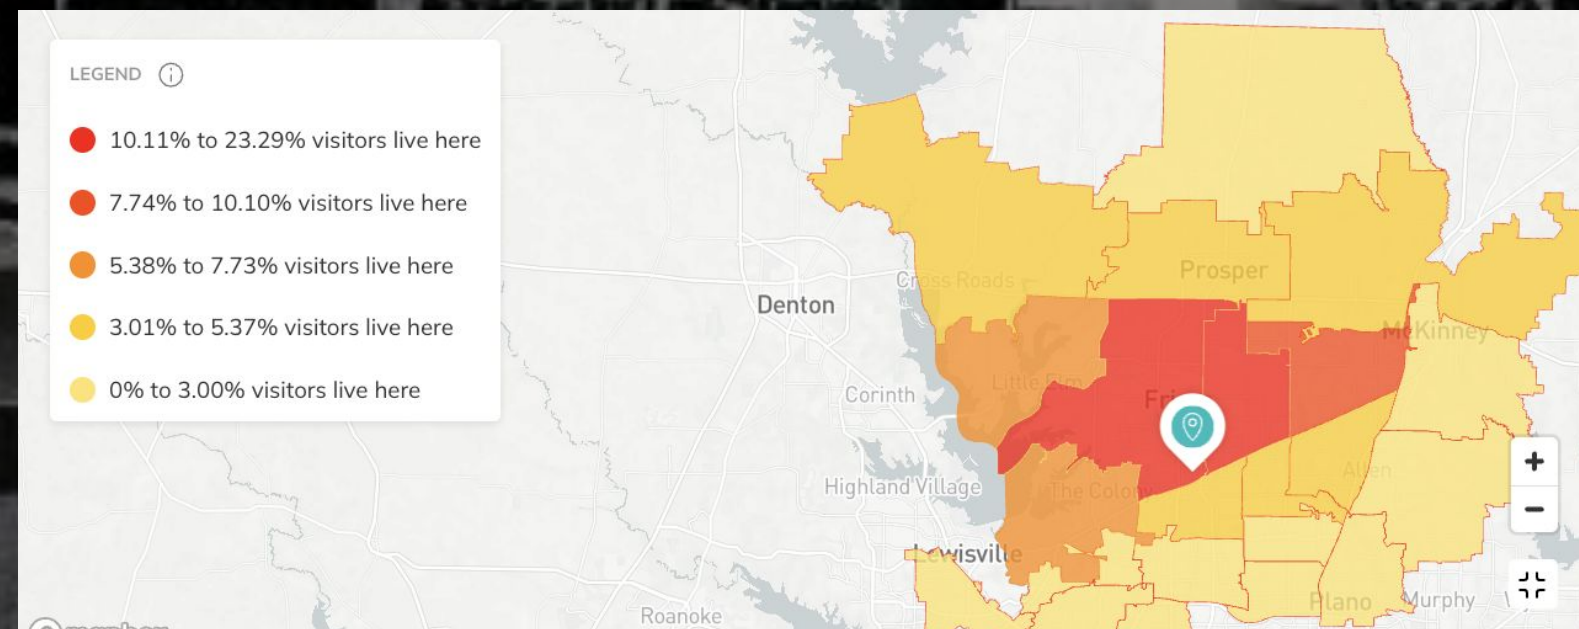 LEGEND
10.11% to 23.29% visitors live here
7.74% to 10.10% visitors live here
5.38% to 7.73% visitors live here
3.01% to 5.37% visitors live here
0% to 3.00% visitors live here
Prosper
Cross Roads
Denton
McKinney
Little Elm
Corinth
Allen
Highland Village
The Colony
Lewisville
Plano
Murphy
Roanoke